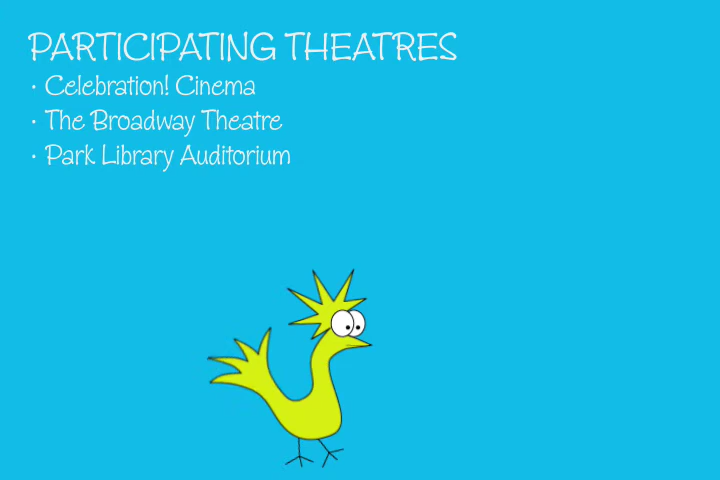 PARTICIPATING THEATRES
• Celebration! Cinema
• The Broadway Theatre
• Park Library Auditorium